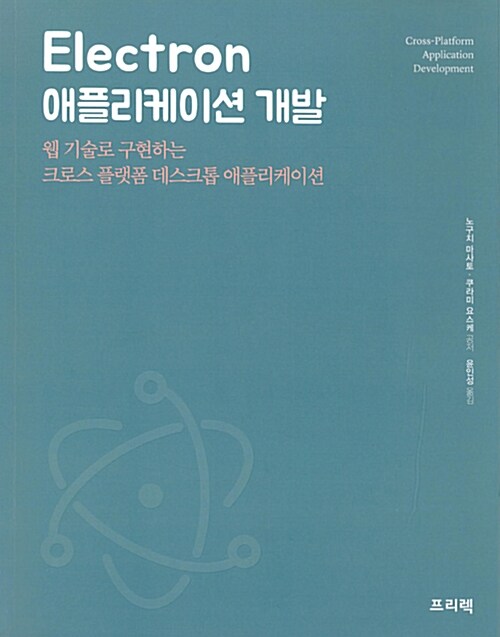 Electron
애플리케이션 개발
웹 기술로 구현하는
크로스 플랫폼 데스크톱 애플리케이션
Cross-Platform
Application
Development
노구치 마사토 · 쿠라미 요스케 공저 윤인성 옮김
프리렉